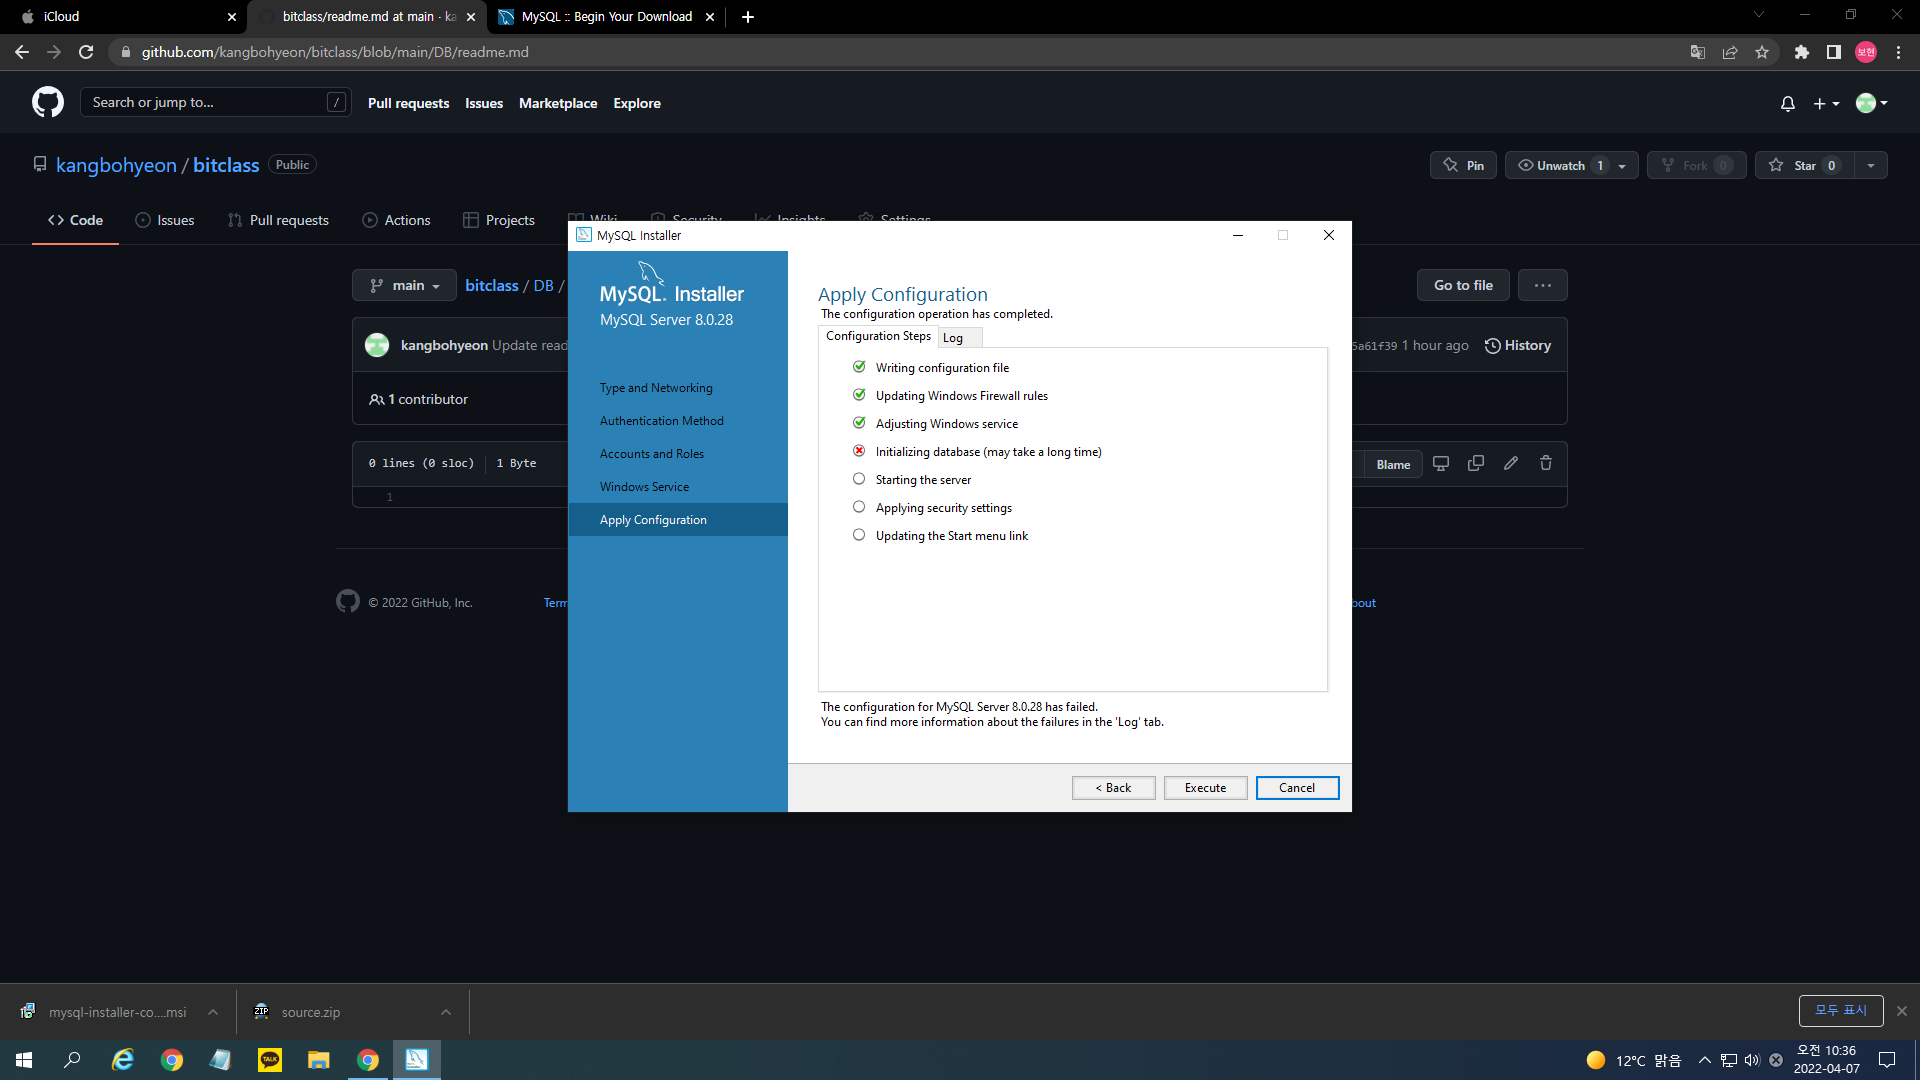 iCloud
bitclass/readme.md at main · ka
MySQL :: Begin Your Download
github.com/kangbohyeon/bitclass/blob/main/DB/readme.md
보현
Search or jump to...
/
Pull requests
Issues
Marketplace
Explore
kangbohyeon / bitclass
Public
Pin
Unwatch 1
Fork 0
Star 0
Code
Issues
Pull requests
Actions
Projects
Wiki
Security
Insights
Settings
main
bitclass / DB /
Go to file
...
kangbohyeon Update read
5a61f39 1 hour ago
History
1 contributor
0 lines (0 sloc)
1 Byte
Blame
1
© 2022 GitHub, Inc.
Term
bout
MySQL Installer
MySQL. Installer
MySQL Server 8.0.28
Type and Networking
Authentication Method
Accounts and Roles
Windows Service
Apply Configuration
Apply Configuration
The configuration operation has completed.
Configuration Steps
Log
Writing configuration file
Updating Windows Firewall rules
Adjusting Windows service
Initializing database (may take a long time)
Starting the server
Applying security settings
Updating the Start menu link
The configuration for MySQL Server 8.0.28 has failed.
You can find more information about the failures in the 'Log' tab.
< Back
Execute
Cancel
mysql-installer-co....msi
ZIP
source.zip
모두 표시
TALK
12°C 맑음
오전 10:36
2022-04-07